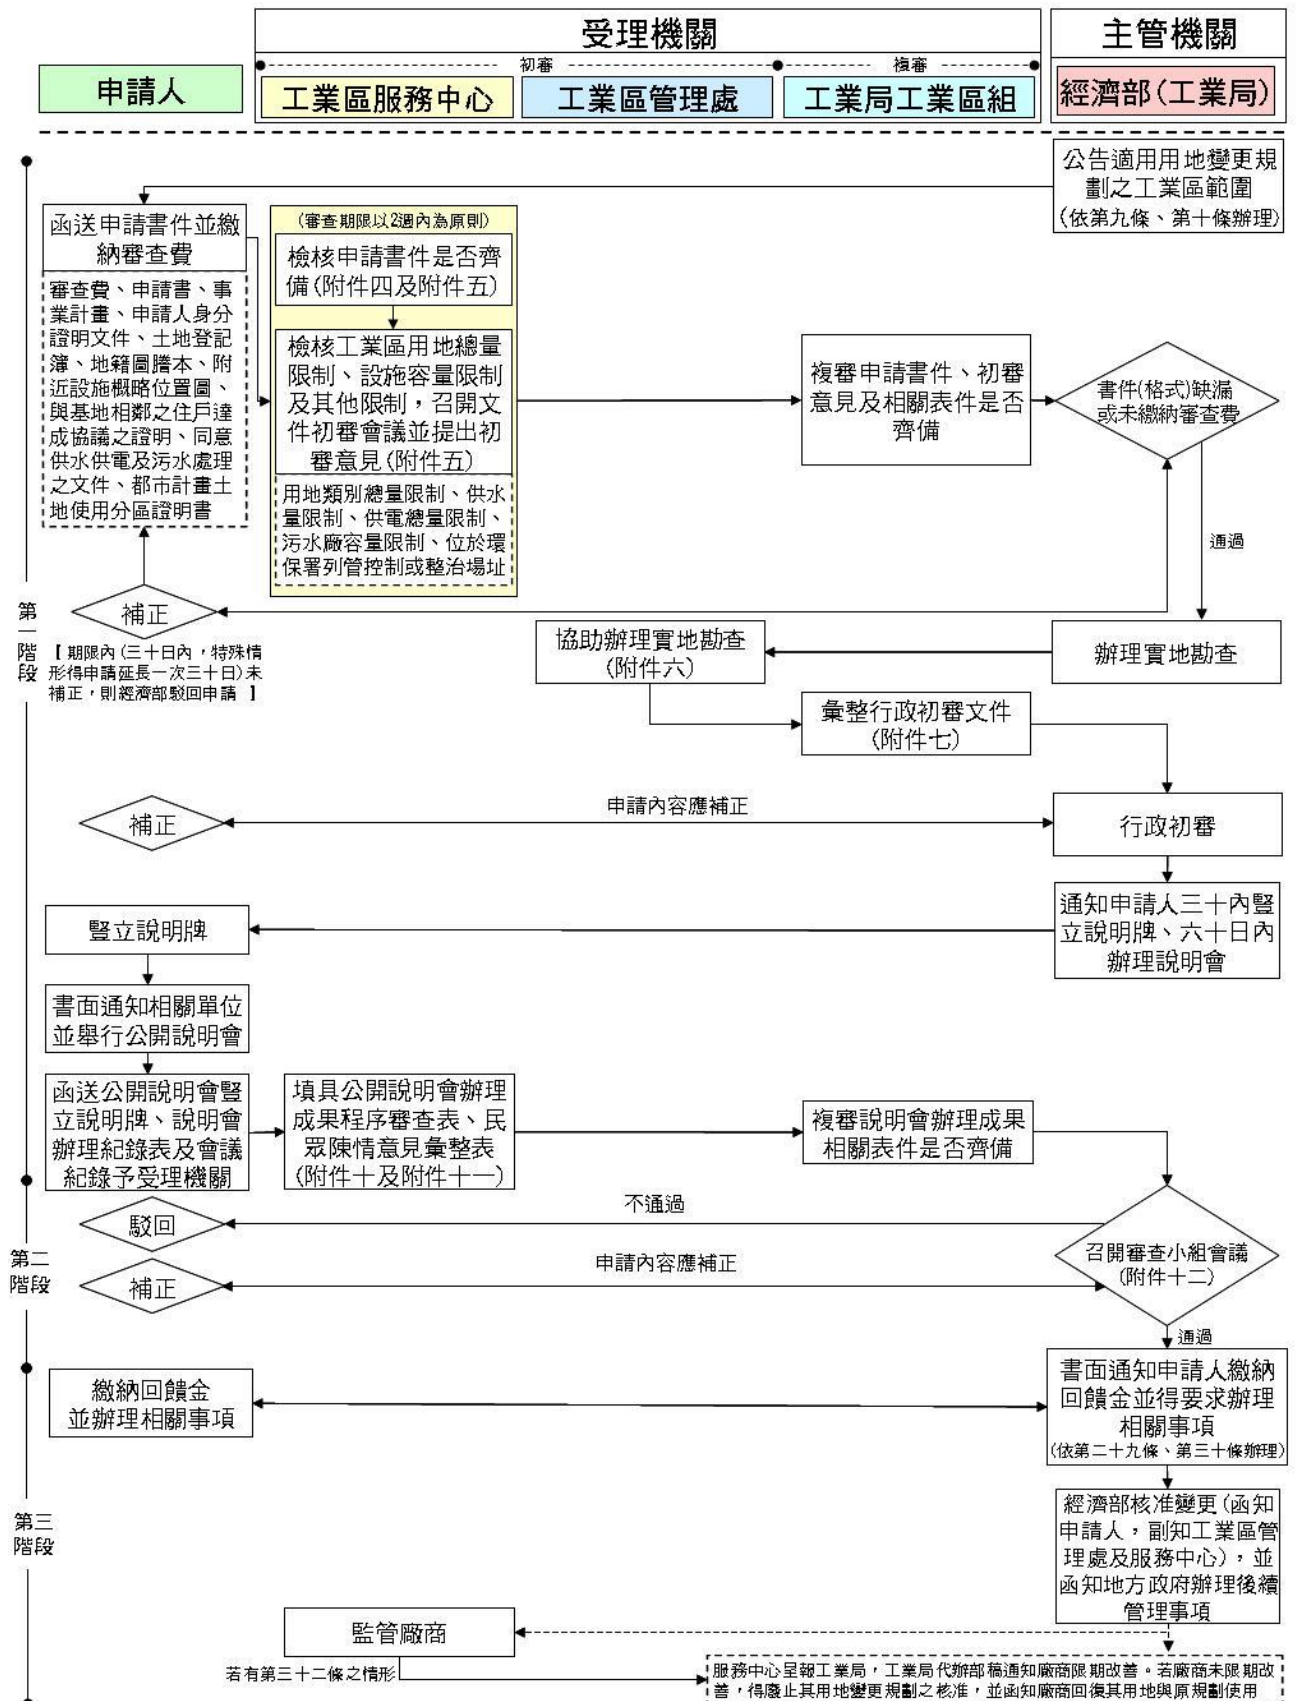 受理機關
主管機關
初審
複審
申請人
工業區服務中心
工業區管理處
工業局工業區組
經濟部(工業局)
公告適用用地變更規
劃之工業區範圍
(依第九條、第十條辦理)
函送申請書件並繳
納審查費
審查費、申請書、事
業計畫、申請人身分
證明文件、土地登記
簿、地籍圖謄本、附
近設施概略位置圖、
與基地相鄰之住戶達
成協議之證明、同意
供水供電及污水處理
之文件、都市計畫土
地使用分區證明書
(審查期限以2週內為原則)
檢核申請書件是否齊
備(附件四及附件五)
檢核工業區用地總量
限制、設施容量限制
及其他限制，召開文
件初審會議並提出初
審意見(附件五)
用地類別總量限制、供水
量限制、供電總量限制、
污水廠容量限制、位於環
保署列管控制或整治場址
複審申請書件、初審
意見及相關表件是否
齊備
書件(格式)缺漏
或未繳納審查費
通過
第一階段
補正
【期限內(三十日內，特殊情
形得申請延長一次三十日)未
補正，則經濟部駁回申請 】
協助辦理實地勘查
(附件六)
辦理實地勘查
彙整行政初審文件
(附件七)
補正
申請內容應補正
行政初審
通知申請人三十內豎
立說明牌、六十日內
辦理說明會
豎立說明牌
書面通知相關單位
並舉行公開說明會
函送公開說明會豎
立說明牌、說明會
辦理紀錄表及會議
紀錄予受理機關
填具公開說明會辦理
成果程序審查表、民
眾陳情意見彙整表
(附件十及附件十一)
複審說明會辦理成果
相關表件是否齊備
第二
階段
駁回
不通過
召開審查小組會議
(附件十二)
補正
申請內容應補正
通過
繳納回饋金
並辦理相關事項
書面通知申請人繳納
回饋金並得要求辦理
相關事項
(依第二十九條、第三十條辦理)
第三
階段
經濟部核准變更(函知
申請人，副知工業區管
理處及服務中心)，並
函知地方政府辦理後續
管理事項
監管廠商
若有第三十二條之情形
服務中心呈報工業局，工業局代辦部稿通知廠商限期改
善，若廠商未限期改
善，得廢止其用地變更規劃之核准，並函知廠商回復其用地與原規劃使用